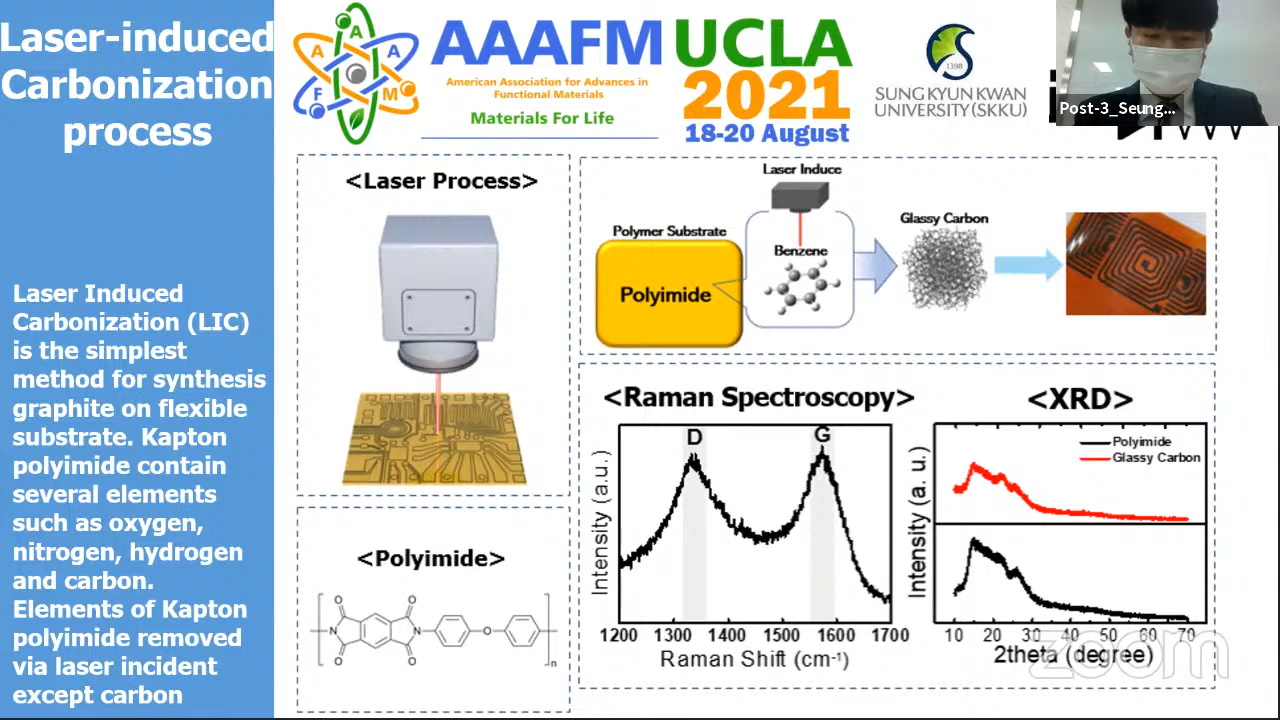 Laser-induced
Carbonization
process
Laser Induced
Carbonization (LIC)
is the simplest
method for synthesis
graphite on flexible
substrate. Kapton
polyimide contain
several elements
such as oxygen,
nitrogen, hydrogen
and carbon.
Elements of Kapton
polyimide removed
via laser incident
except carbon
A
A
A
F
M
AAAFM
American Association for Advances in
Functional Materials
Materials For Life
UCLA
2021
18-20 August
1398
SUNG KYUN KWAN
UNIVERSITY (SKKU)
Post-3_Seung...
<Laser Process>
<Polyimide>
O
O
N
N
O
O
O
n
Laser Induce
Polymer Substrate
Polyimide
Benzene
Glassy Carbon
<Raman Spectroscopy>
D
G
Intensity (a.u.)
1200 1300 1400 1500 1600 1700
Raman Shift (cm-1)
<XRD>
Polyimide
Glassy Carbon
Intensity (a. u.)
10 20 30 40 50 60 70
2theta (degree)
zoom